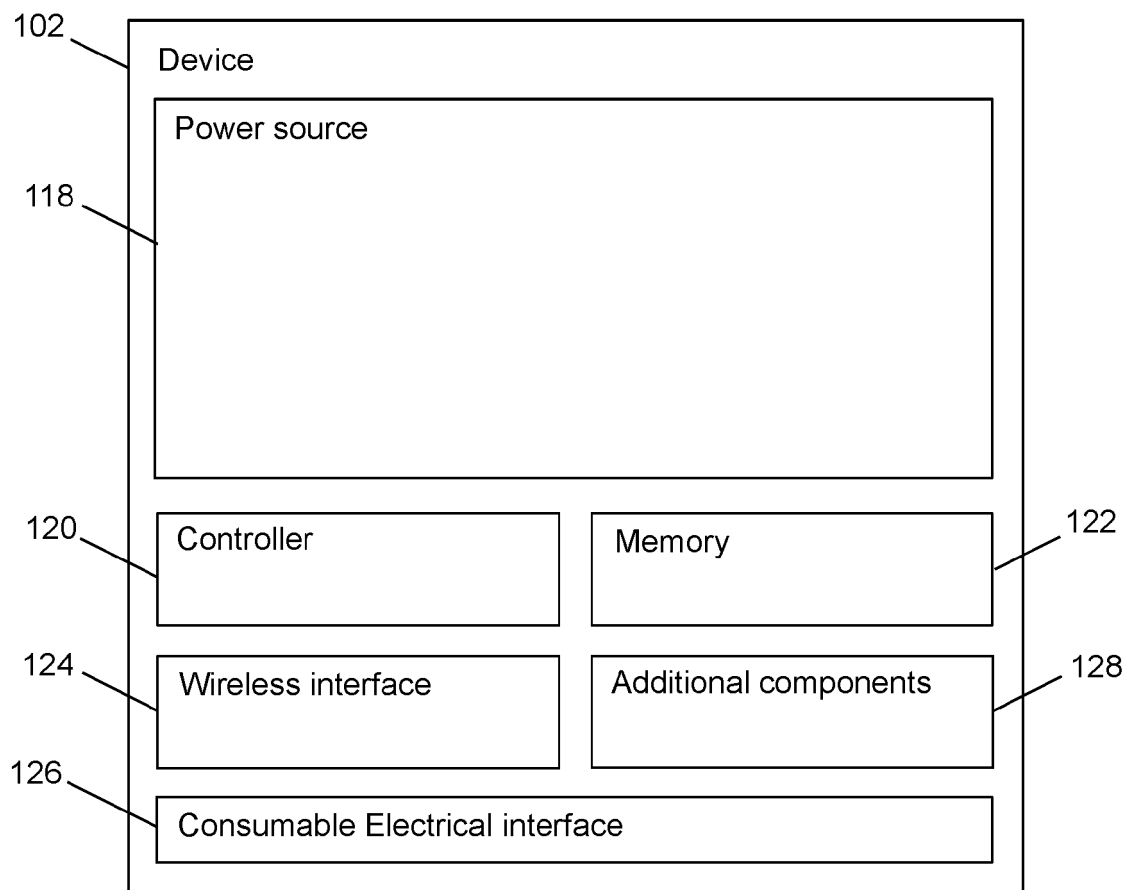 102
Device
Power source
118
120
Controller
Memory
122
124
Wireless interface
Additional components
128
126
Consumable Electrical interface